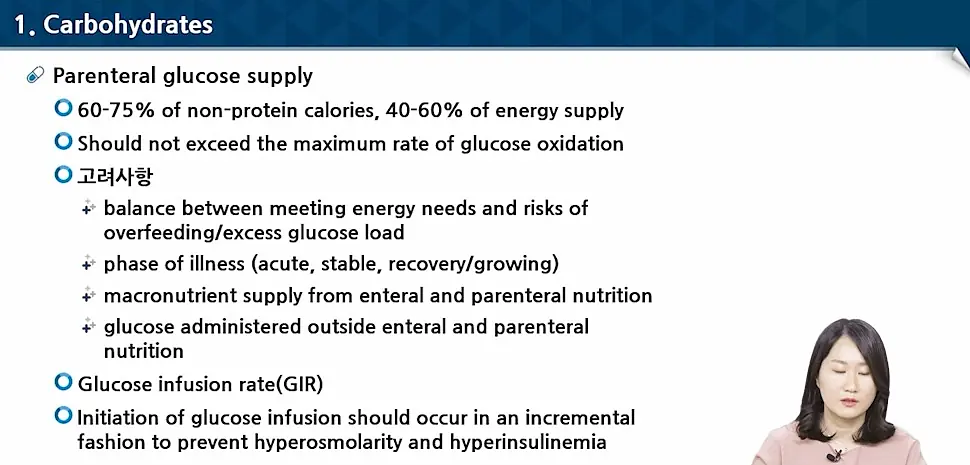 1. Carbohydrates
Parenteral glucose supply
60-75% of non-protein calories, 40-60% of energy supply
Should not exceed the maximum rate of glucose oxidation
고려사항
balance between meeting energy needs and risks of
overfeeding/excess glucose load
phase of illness (acute, stable, recovery/growing)
macronutrient supply from enteral and parenteral nutrition
glucose administered outside enteral and parenteral
nutrition
Glucose infusion rate(GIR)
Initiation of glucose infusion should occur in an incremental
fashion to prevent hyperosmolarity and hyperinsulinemia